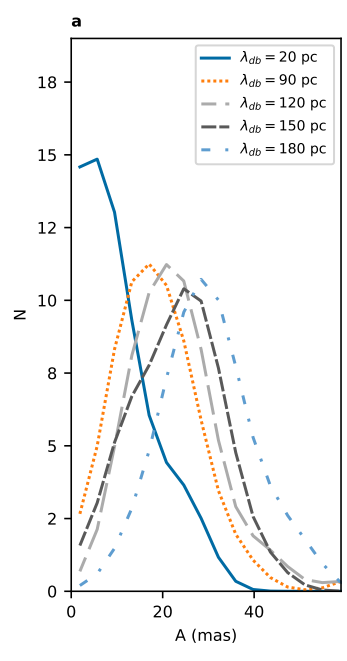 a
λdb = 20 pc
λdb = 90 pc
λdb = 120 pc
λdb = 150 pc
λdb = 180 pc
18
15
12
10
8
5
2
0
N
0 20 40
A (mas)